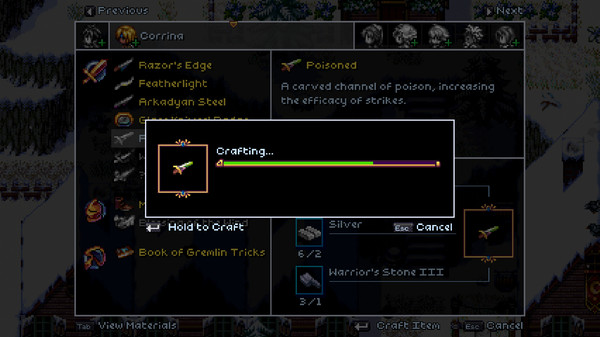 Previous
Next
Corrina
Razor's Edge
Poisoned
Featherlight
A carved channel of poison, increasing
the efficacy of strikes.
Arkadyan Steel
Crafting...
Hold to Craft
Silver
Esc Cancel
6/2
Book of Gremlin Tricks
Warrior's Stone III
3/1
Tab View Materials
Craft Item
Esc Cancel